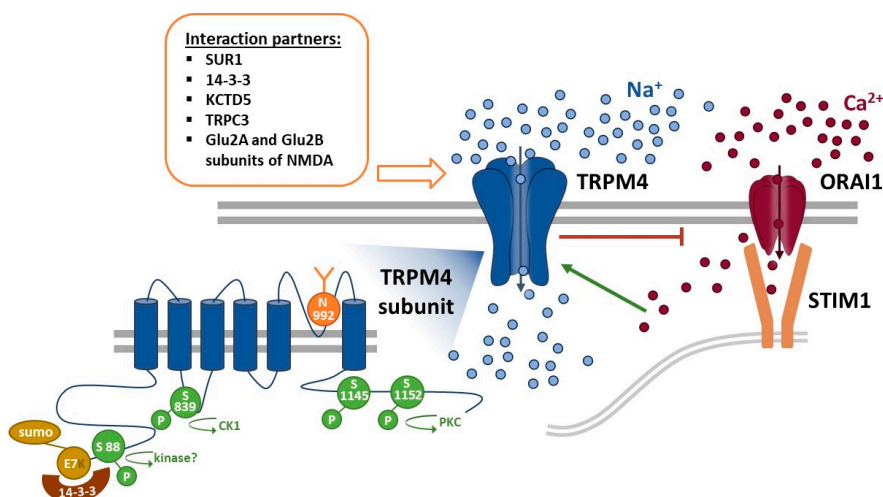 Interaction partners:
▪ SUR1
▪ 14-3-3
▪ KCTD5
▪ TRPC3
▪ Glu2A and Glu2B
subunits of NMDA
Na⁺
Ca²⁺
TRPM4
ORAI1
TRPM4
subunit
STIM1
N
992
S
839
P
CK1
S
1145
S
1152
P
P
PKC
sumo
S 88
E7K
kinase?
P
14-3-3